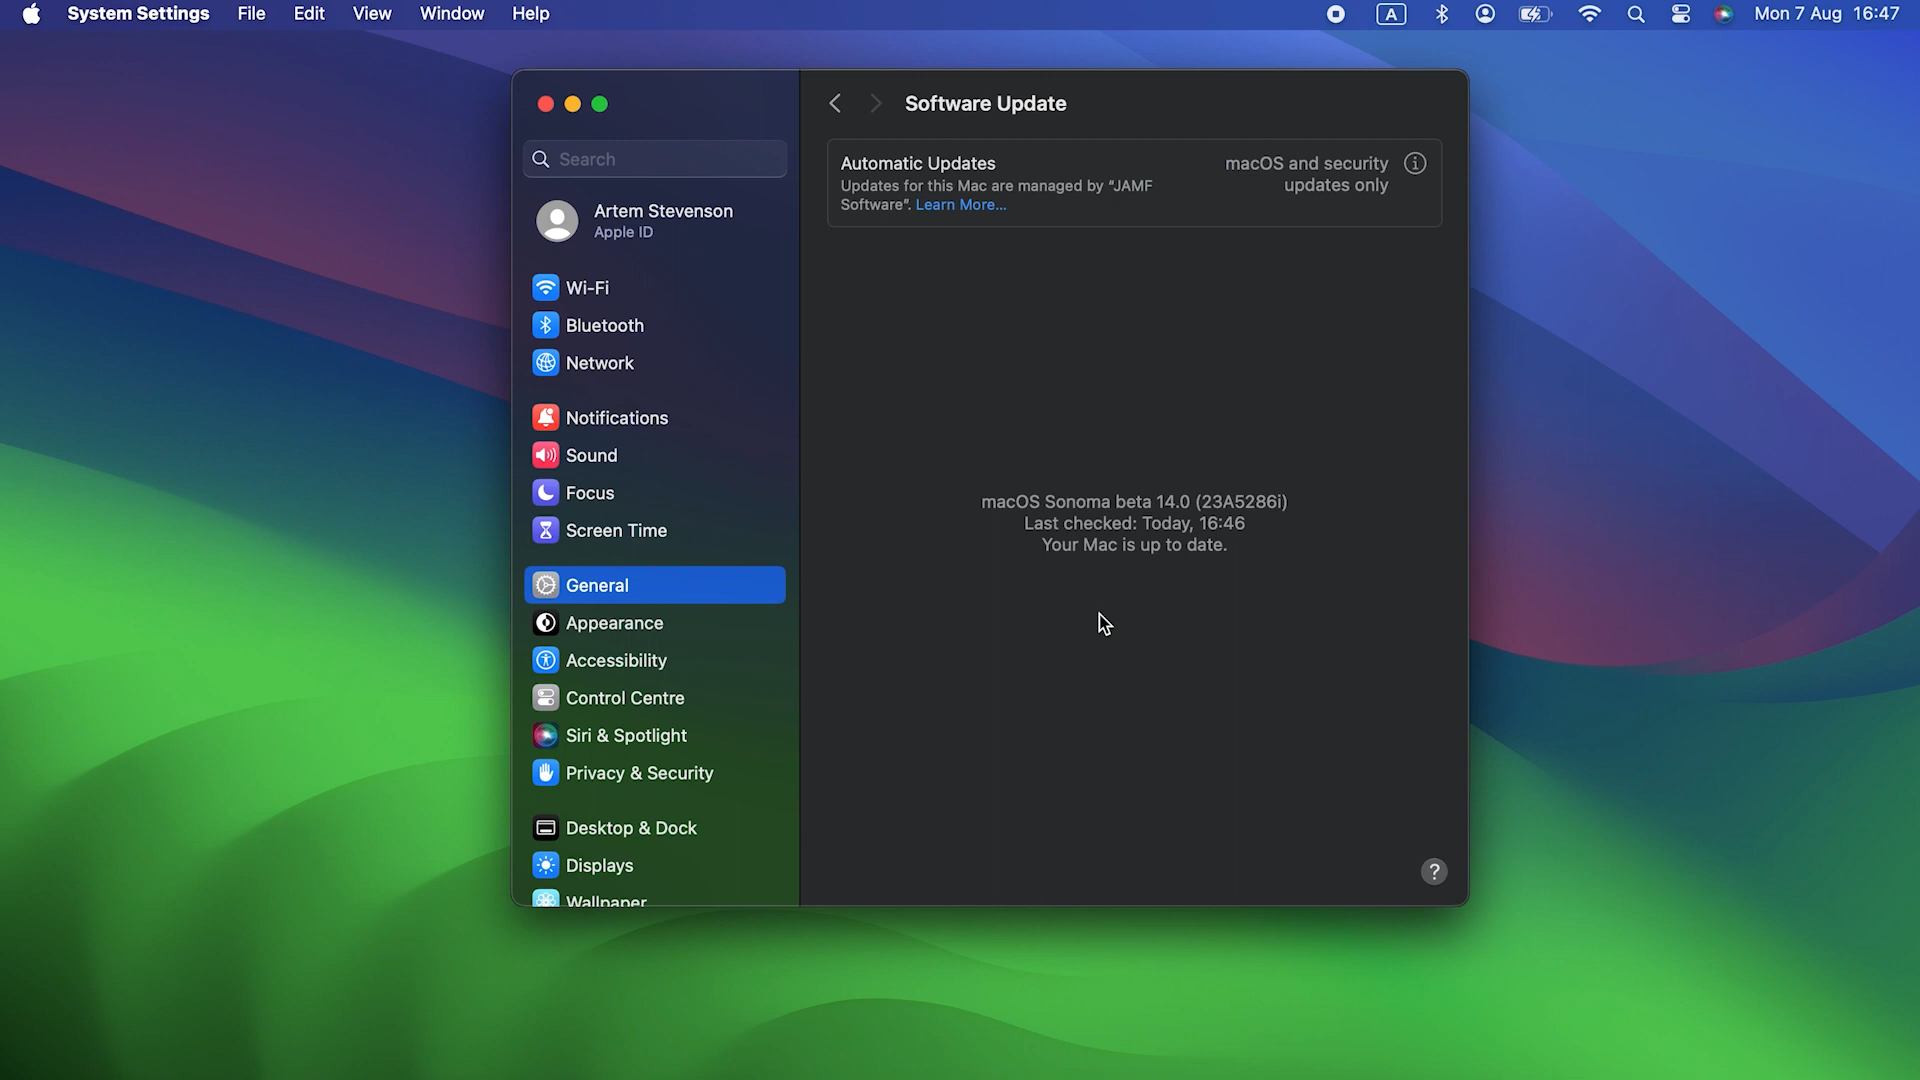 System Settings File Edit View Window Help
A Mon 7 Aug 16:47
Software Update
Search
Automatic Updates
Updates for this Mac are managed by "JAMF
Software". Learn More...
macOS and security
updates only
Artem Stevenson
Apple ID
Wi-Fi
Bluetooth
Network
Notifications
Sound
Focus
Screen Time
General
Appearance
Accessibility
Control Centre
Siri & Spotlight
Privacy & Security
Desktop & Dock
Displays
Wallpaper
macOS Sonoma beta 14.0 (23A5286i)
Last checked: Today, 16:46
Your Mac is up to date.
?